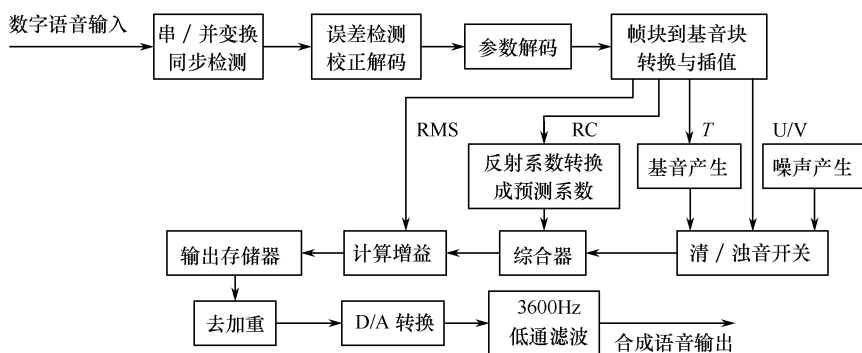 数字语音输入
串 / 并变换
同步检测
误差检测
校正解码
参数解码
帧块到基音块
转换与插值
RMS
RC
T
U/V
反射系数转换
成预测系数
基音产生
噪声产生
输出存储器
计算增益
综合器
清 / 浊音开关
去加重
D/A 转换
3600Hz
低通滤波
合成语音输出